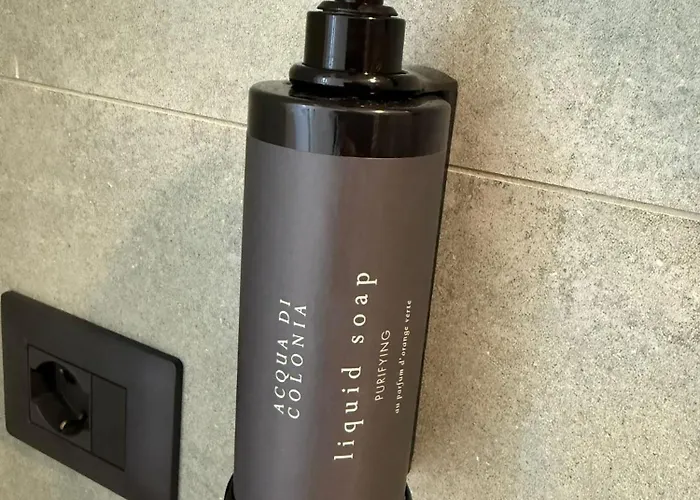 ACQUA DI
COLONIA
liquid soap
PURIFYING
au parfum d'orange verte